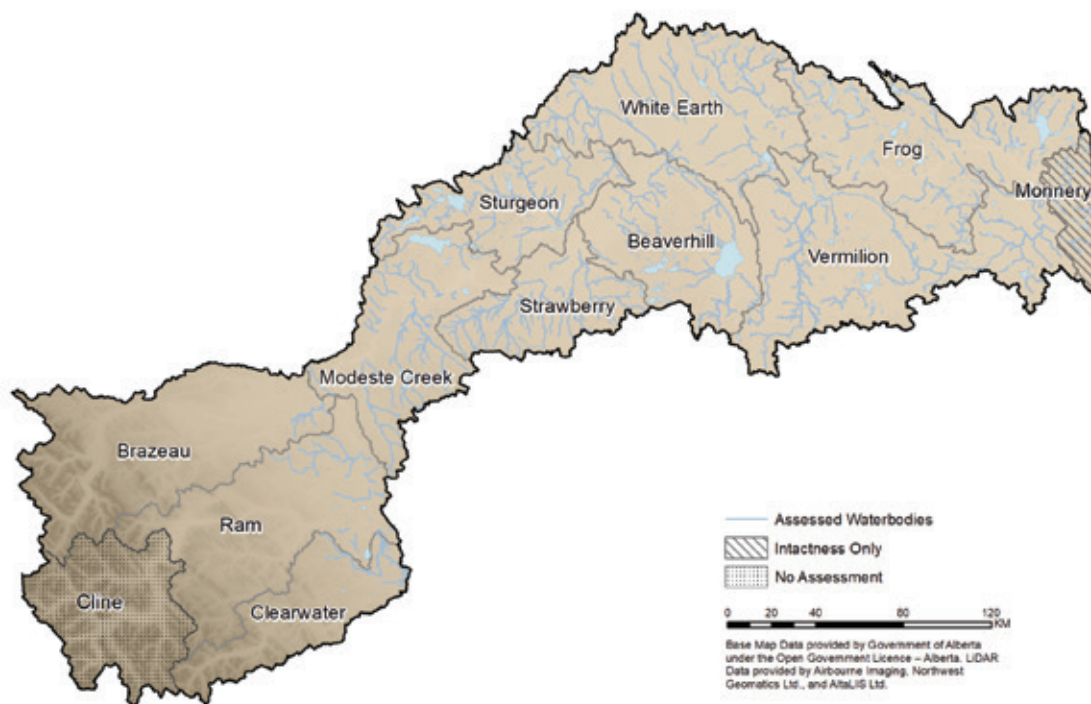 White Earth
Frog
Monnery
Sturgeon
Beaverhill
Vermilion
Strawberry
Modeste Creek
Brazeau
Ram
Cline
Clearwater
Assessed Waterbodies
Intactness Only
No Assessment
0 20 40 80 120
KM
Base Map Data provided by Government of Alberta
under the Open Government Licence – Alberta. LiDAR
Data provided by Airbourne Imaging, Northwest
Geomatics Ltd., and AltaLIS Ltd.